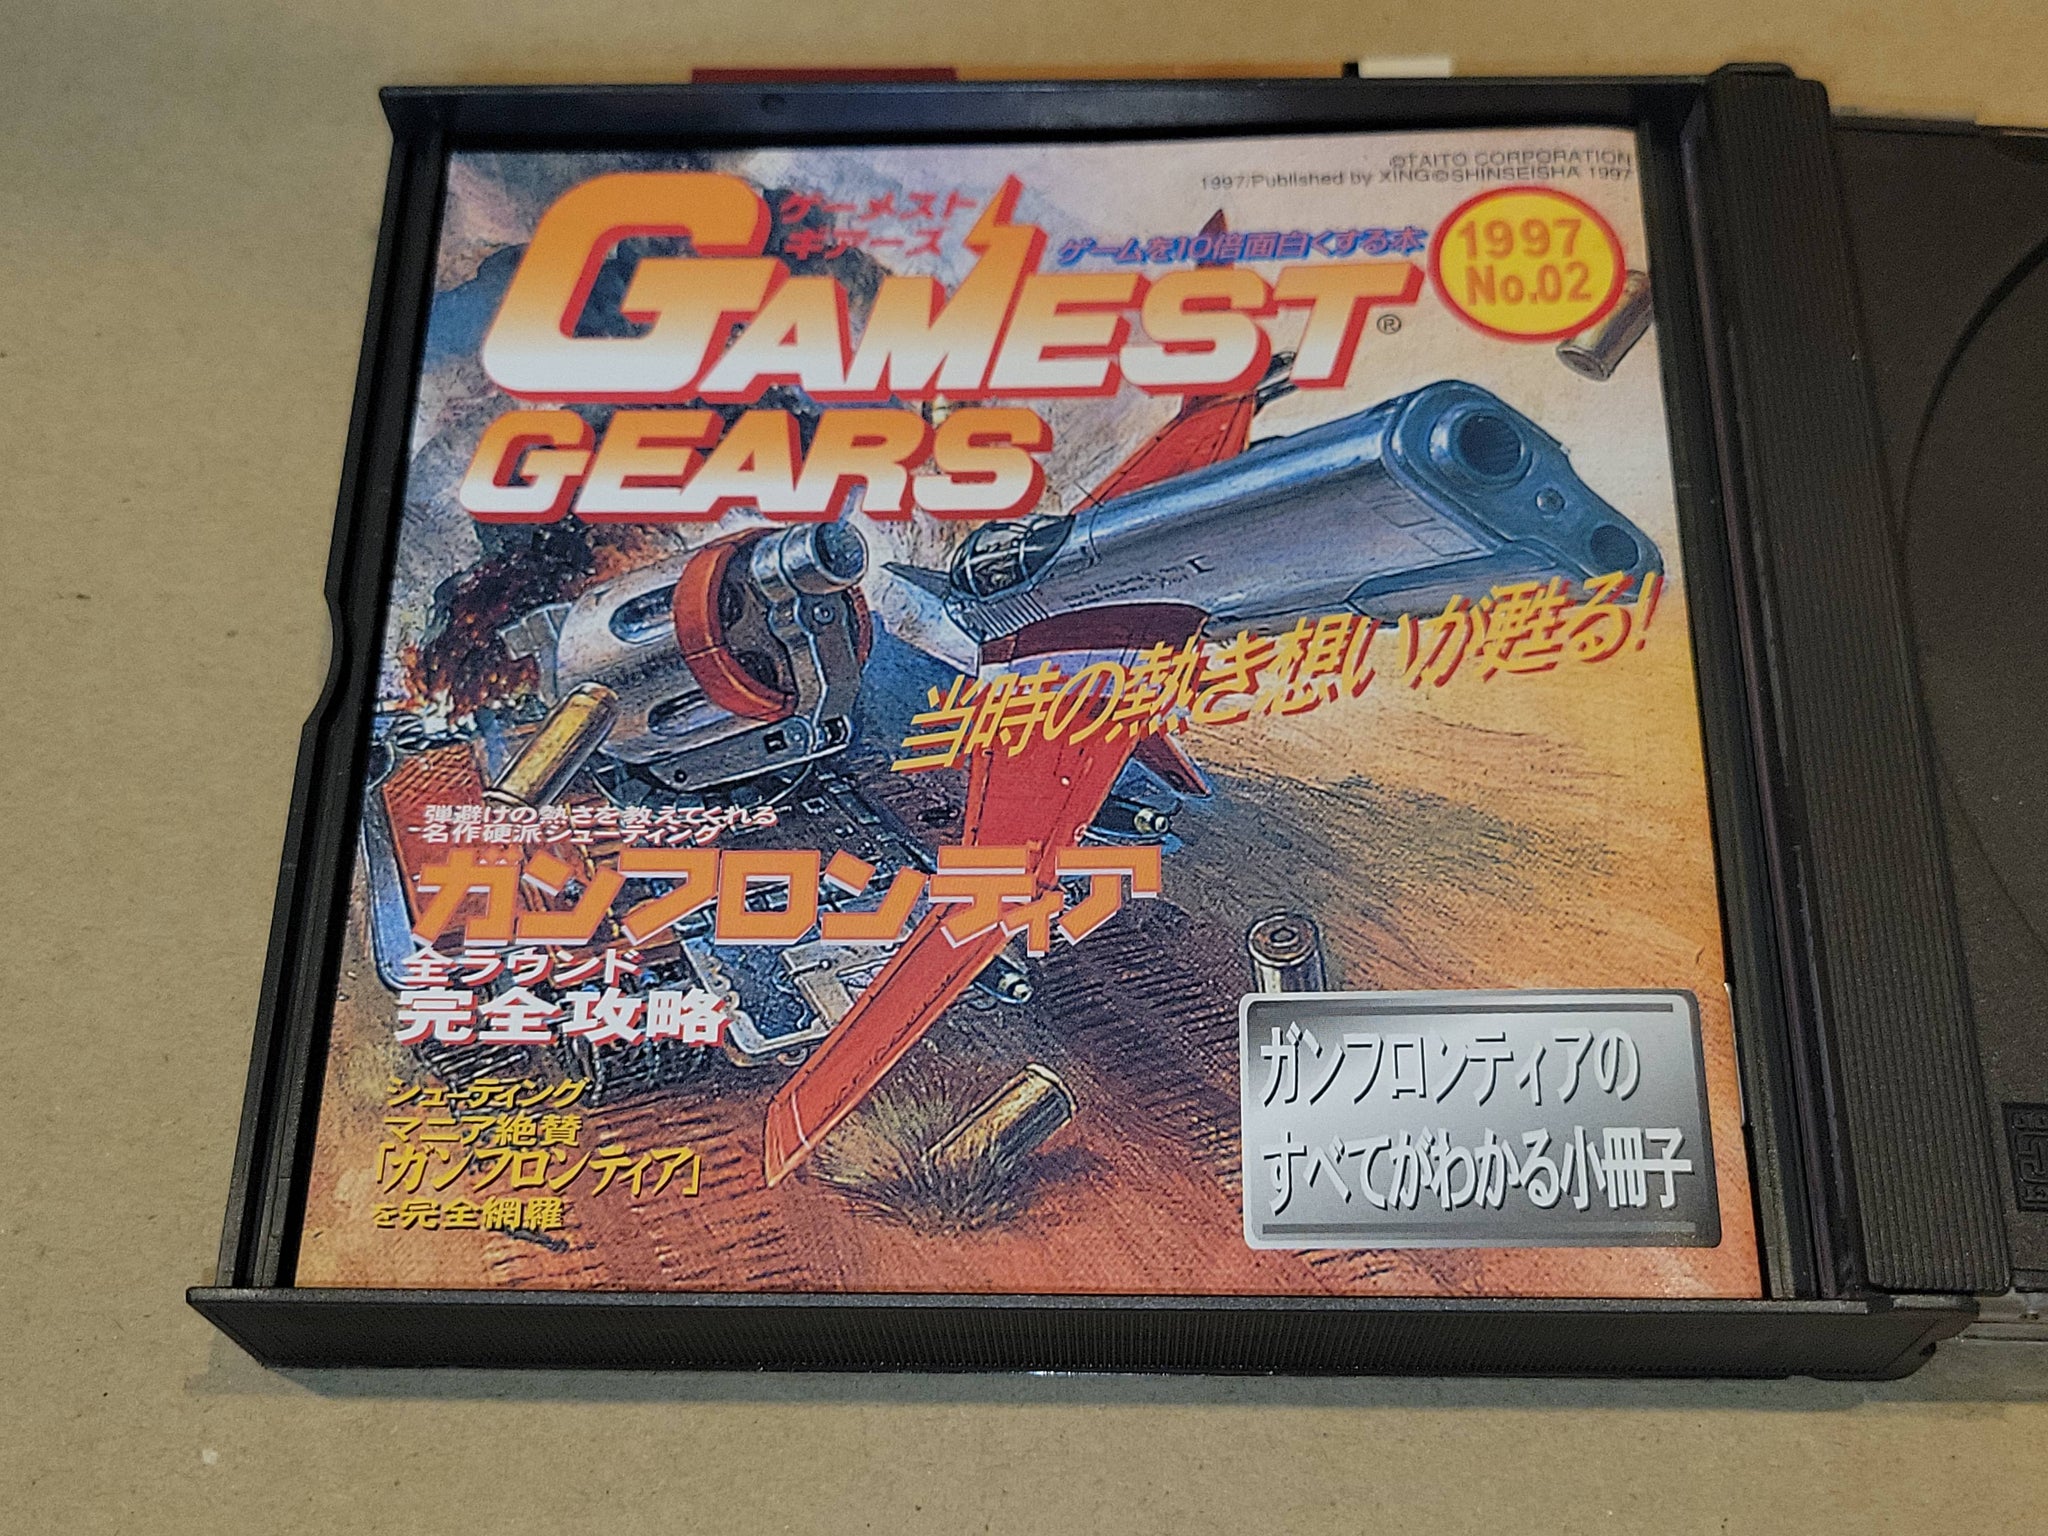 ©TAITO CORPORATION
1997/Published by XING©SHINSEISHA 1997
ゲーメスト
ギアーズ
ゲームを10倍面白くする本
1997
No.02
GAMEST®
GEARS
当時の熱き想いが甦る!
弾避けの熱さを教えてくれる
名作硬派シューティング
ガンフロンティア
全ラウンド
完全攻略
シューティング
マニア絶賛
「ガンフロンティア」
を完全網羅
ガンフロンティアの
すべてがわかる小冊子